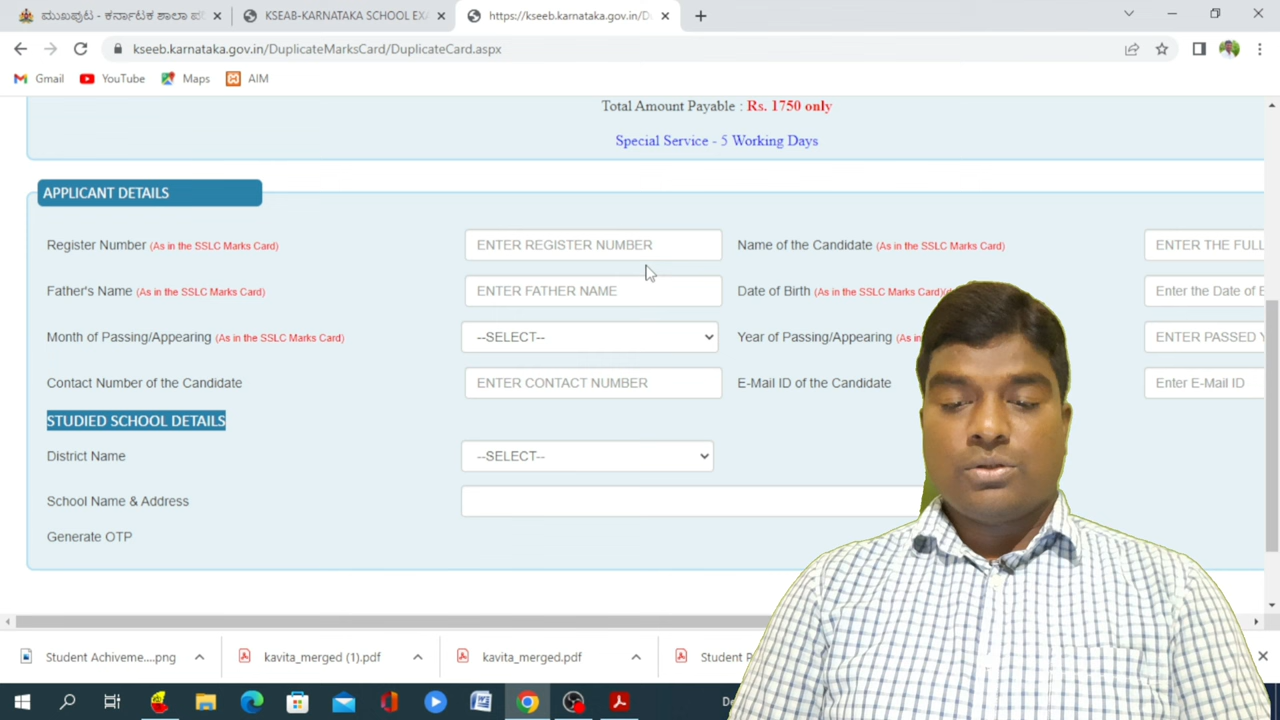 ಮುಖಪುಟ - ಕರ್ನಾಟಕ ಶಾಲಾ ಪರ
KSEAB-KARNATAKA SCHOOL EXA
https://kseeb.karnataka.gov.in/Du
kseeb.karnataka.gov.in/DuplicateMarksCard/DuplicateCard.aspx
Gmail YouTube Maps AIM
Total Amount Payable : Rs. 1750 only
Special Service - 5 Working Days
APPLICANT DETAILS
Register Number (As in the SSLC Marks Card) ENTER REGISTER NUMBER Name of the Candidate (As in the SSLC Marks Card) ENTER THE FULL
Father's Name (As in the SSLC Marks Card) ENTER FATHER NAME Date of Birth (As in the SSLC Marks Card) Enter the Date of B
Month of Passing/Appearing (As in the SSLC Marks Card) --SELECT-- Year of Passing/Appearing (As in ENTER PASSED Y
Contact Number of the Candidate ENTER CONTACT NUMBER E-Mail ID of the Candidate Enter E-Mail ID
STUDIED SCHOOL DETAILS
District Name --SELECT--
School Name & Address
Generate OTP
Student Achiveme....png kavita_merged (1).pdf kavita_merged.pdf Student P
De